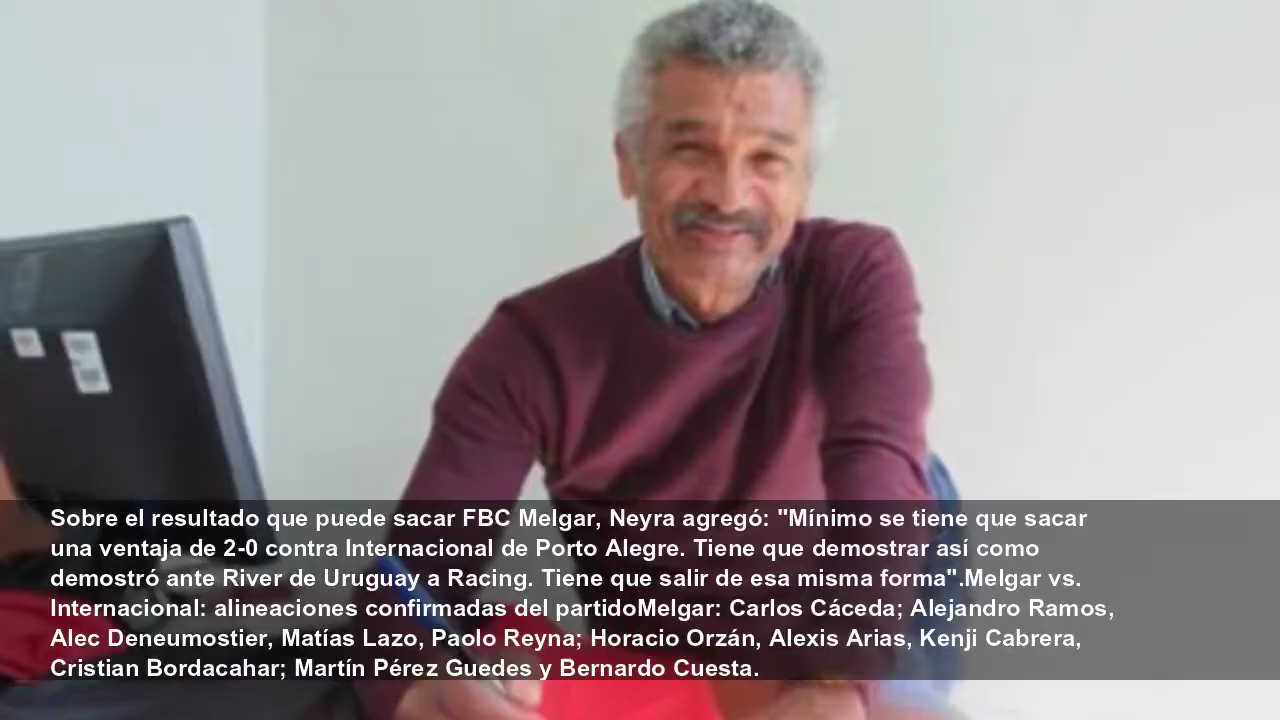 Sobre el resultado que puede sacar FBC Melgar, Neyra agregó: "Mínimo se tiene que sacar
una ventaja de 2-0 contra Internacional de Porto Alegre. Tiene que demostrar así como
demostró ante River de Uruguay a Racing. Tiene que salir de esa misma forma".Melgar vs.
Internacional: alineaciones confirmadas del partidoMelgar: Carlos Cáceda; Alejandro Ramos,
Alec Deneumostier, Matías Lazo, Paolo Reyna; Horacio Orzán, Alexis Arias, Kenji Cabrera,
Cristian Bordacahar; Martín Pérez Guedes y Bernardo Cuesta.